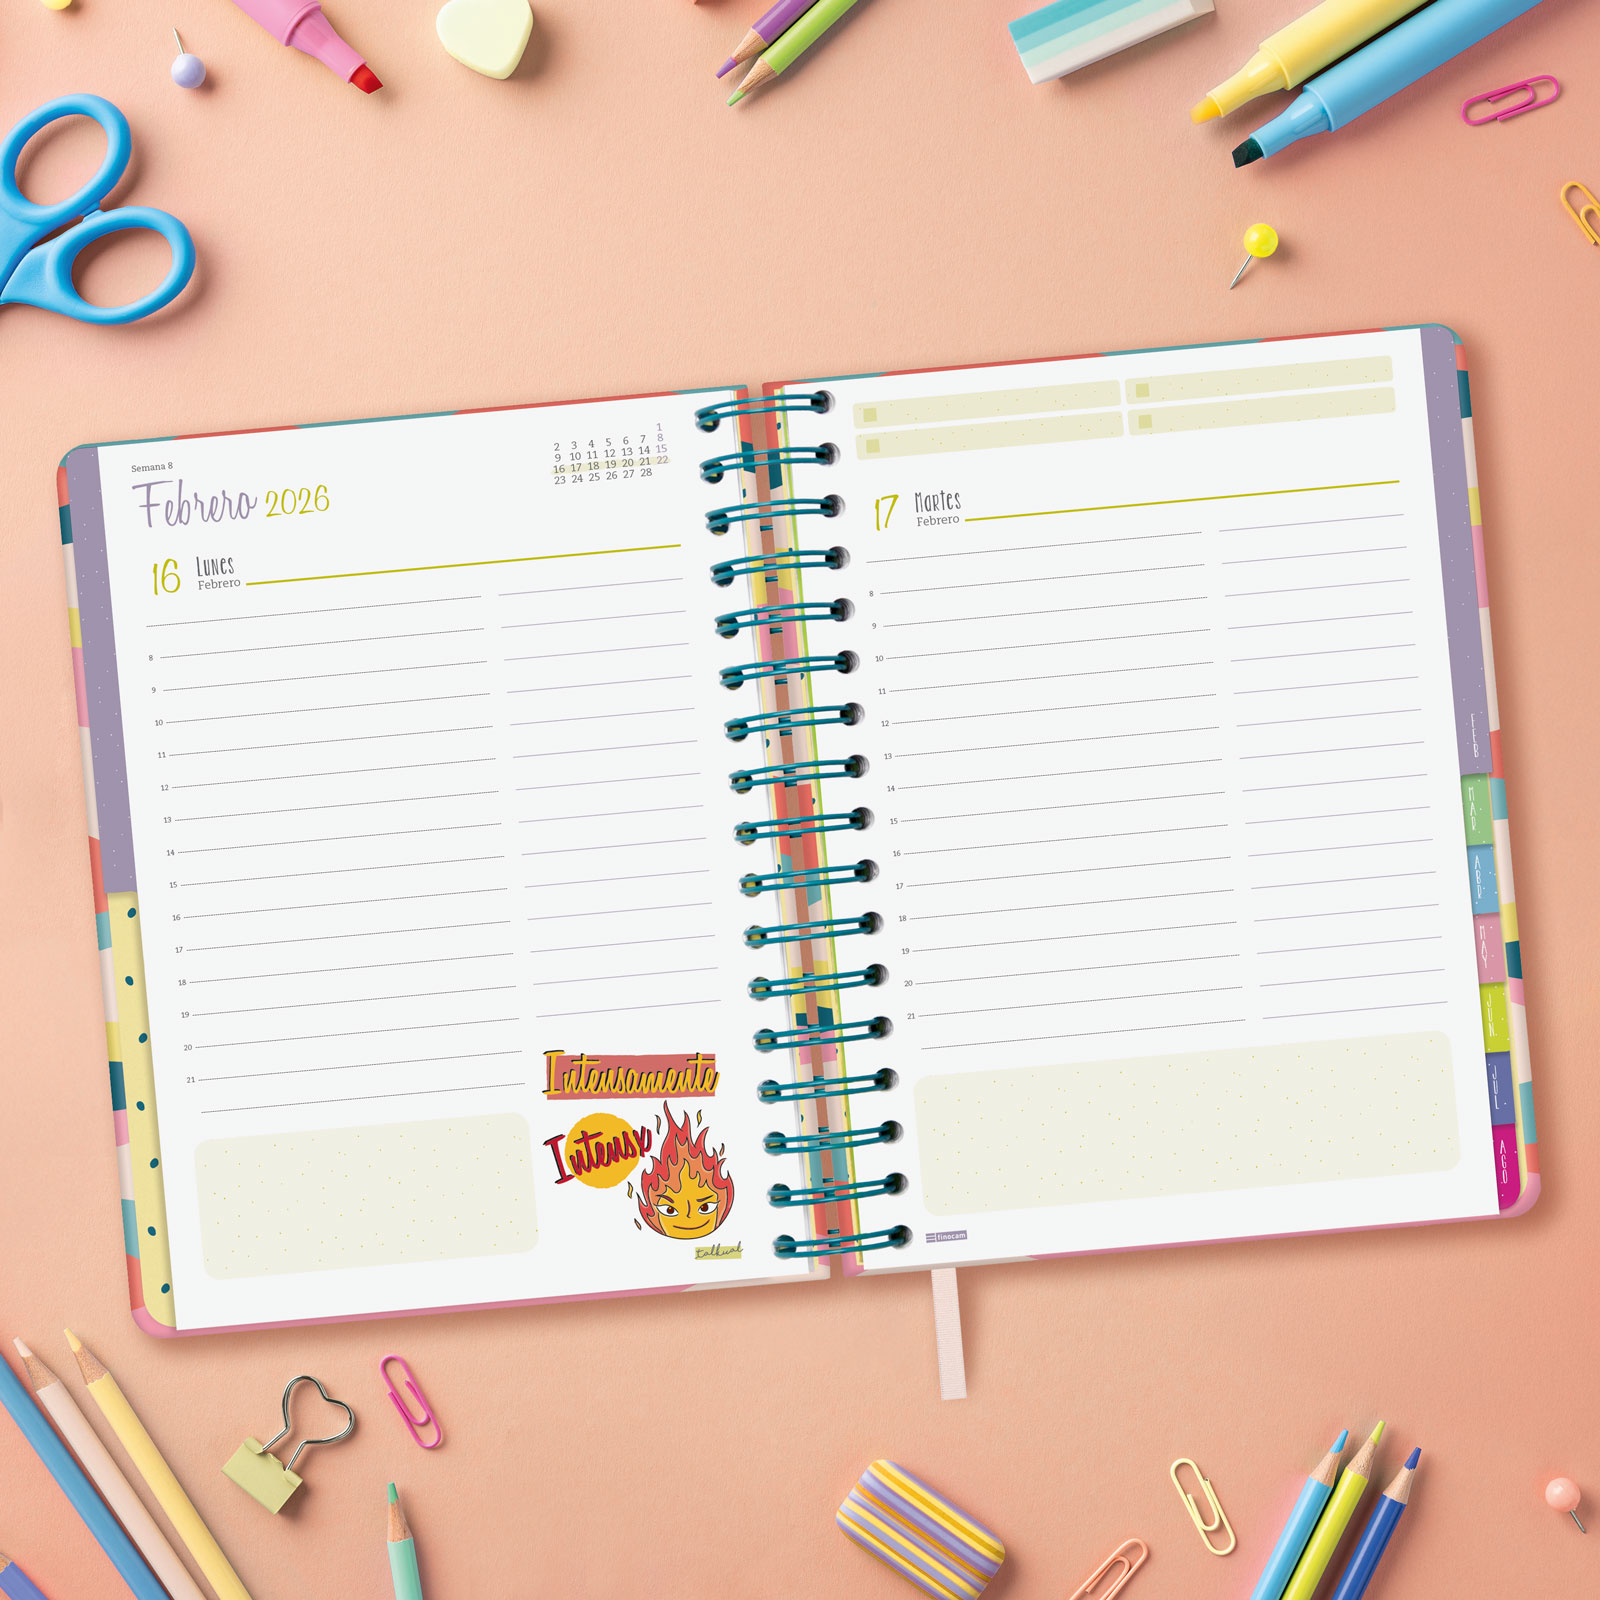 Semana 8
Febrero 2026
1
2 3 4 5 6 7 8
9 10 11 12 13 14 15
16 17 18 19 20 21 22
23 24 25 26 27 28
16 Lunes
Febrero
8
9
10
11
12
13
14
15
16
17
18
19
20
21
Intensamente
Intensx
talkual
17 Martes
Febrero
8
9
10
11
12
13
14
15
16
17
18
19
20
21
finocam
FEB
MAR
ABR
MAY
JUN
JUL
AGO